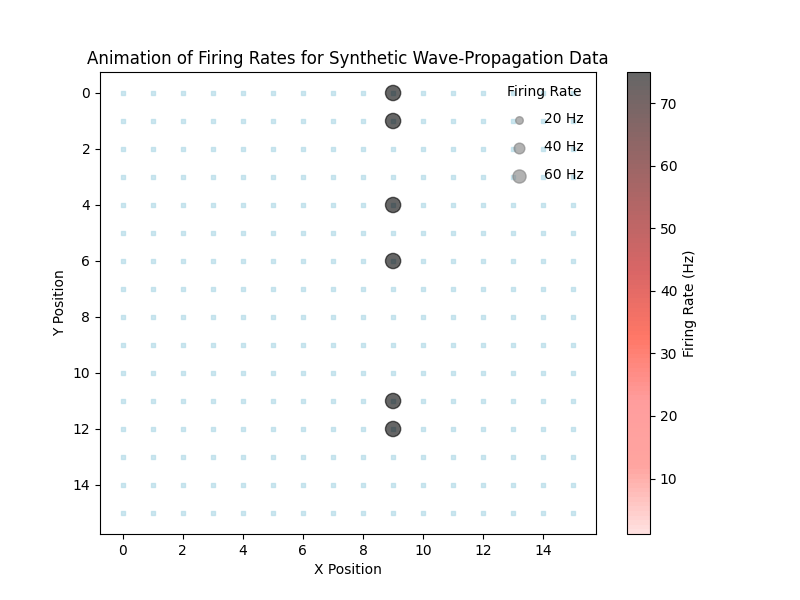 Animation of Firing Rates for Synthetic Wave-Propagation Data
Firing Rate
20 Hz
40 Hz
60 Hz
0
2
4
6
8
10
12
14
Y Position
0 2 4 6 8 10 12 14
X Position
70
60
50
40
30
20
10
Firing Rate (Hz)